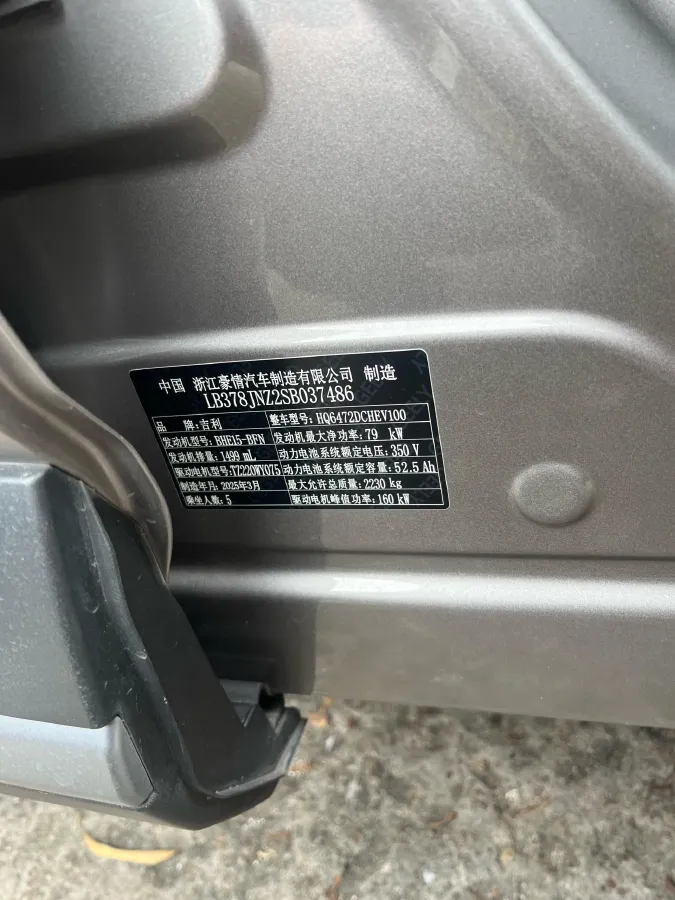 中国 浙江豪情汽车制造有限公司 制造
LB378JNZ2SB037486
品 牌:吉利 整车型号:HQ6472DCHEV100
发动机型号:BHE15-BFN 发动机最大净功率:79 kW
发动机排量:1499 mL 动力电池系统额定电压:350 V
驱动电机型号:TZ220WY075 动力电池系统额定容量:52.5 Ah
制造年月:2025年3月 最大允许总质量:2230 kg
乘坐人数:5 驱动电机峰值功率:160 kW